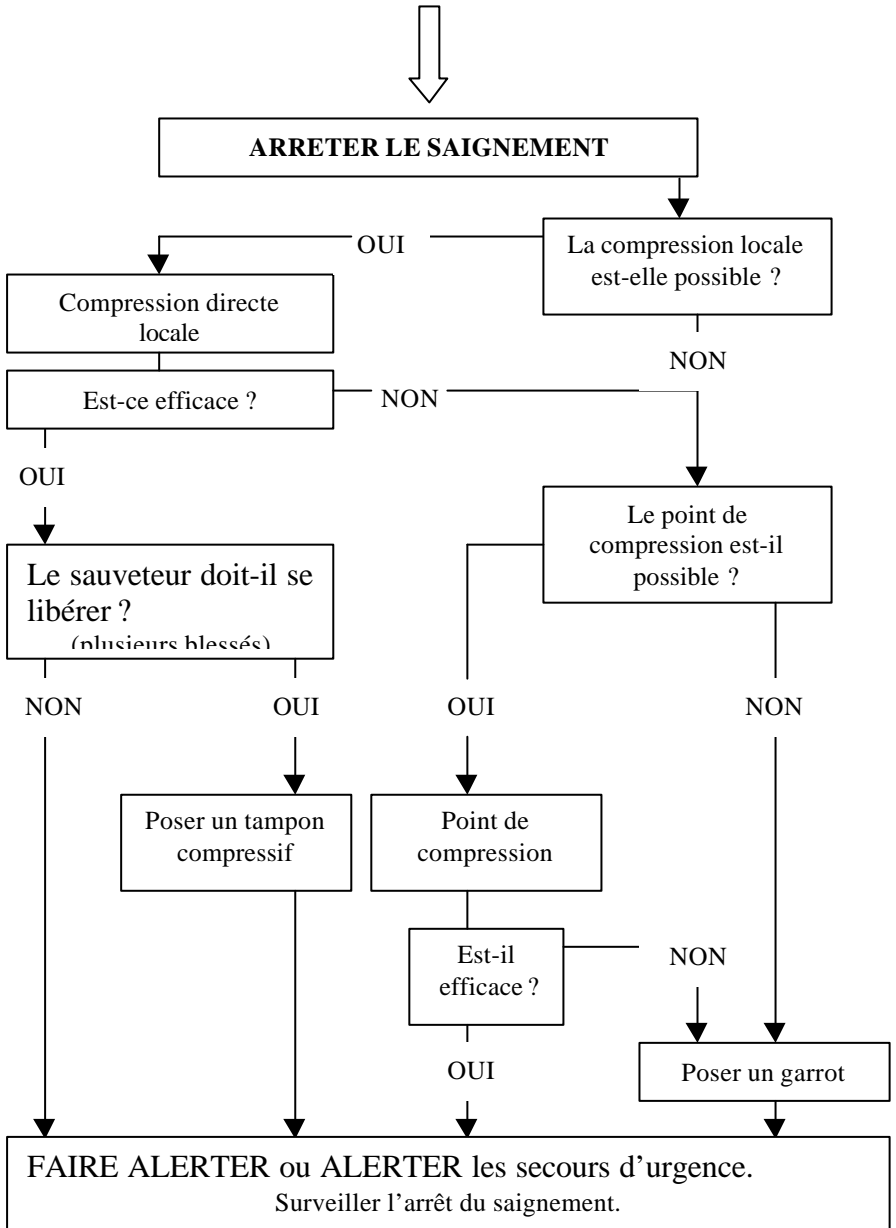 ARRETER LE SAIGNEMENT
OUI
La compression locale
est-elle possible ?
Compression directe
locale
NON
Est-ce efficace ?
NON
OUI
Le point de
compression est-il
possible ?
Le sauveteur doit-il se
libérer ?
(plusieurs blessés)
NON
OUI
OUI
NON
Poser un tampon
compressif
Point de
compression
Est-il
efficace ?
NON
OUI
Poser un garrot
FAIRE ALERTER ou ALERTER les secours d’urgence.
Surveiller l’arrêt du saignement.